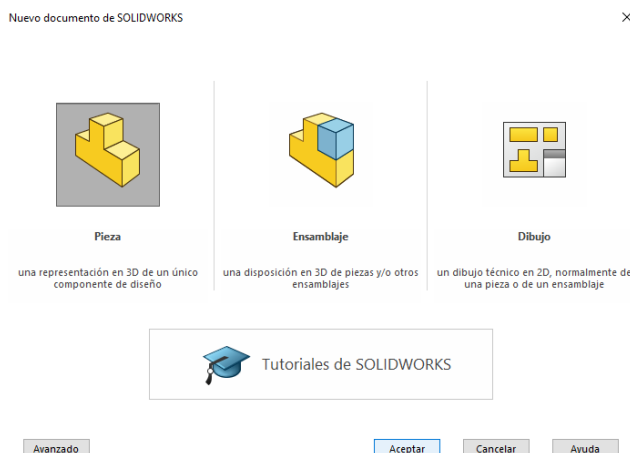 Nuevo documento de SOLIDWORKS
Pieza
una representación en 3D de un único
componente de diseño
Ensamblaje
una disposición en 3D de piezas y/o otros
ensamblajes
Dibujo
un dibujo técnico en 2D, normalmente de
una pieza o de un ensamblaje
Tutoriales de SOLIDWORKS
Avanzado
Aceptar
Cancelar
Ayuda